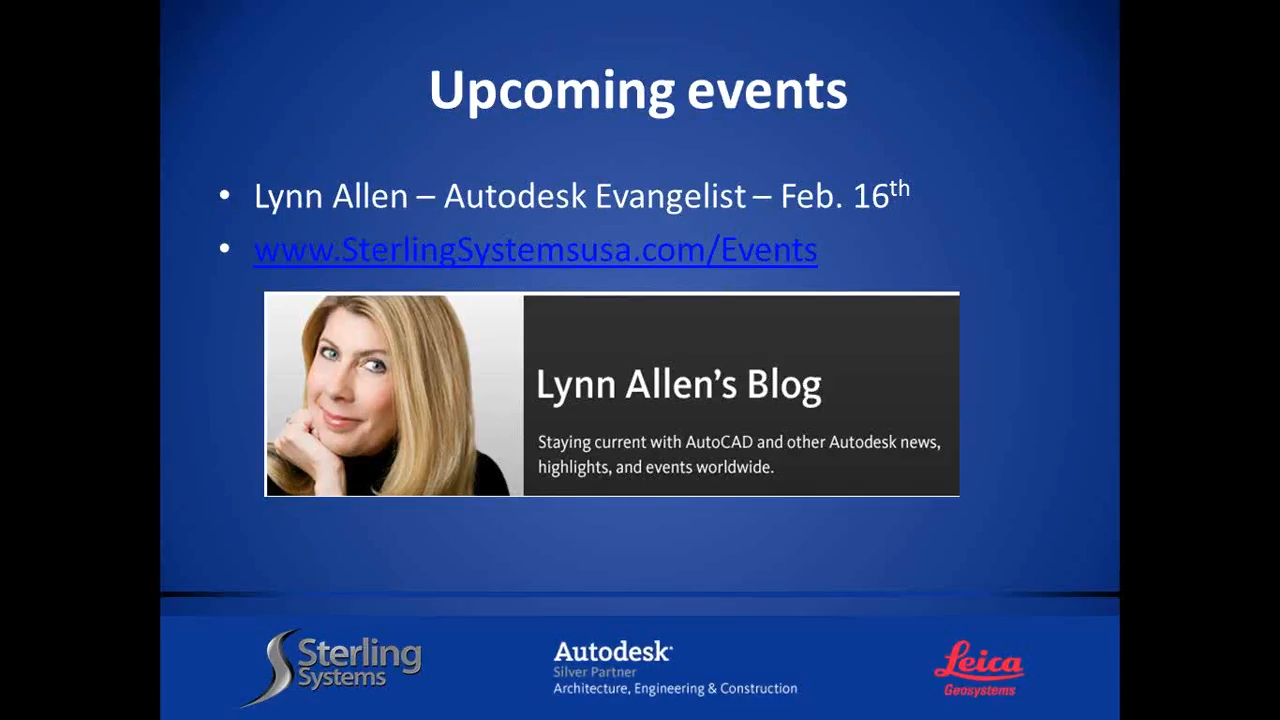 Upcoming events
• Lynn Allen – Autodesk Evangelist – Feb. 16th
• www.SterlingSystemsusa.com/Events
Lynn Allen’s Blog
Staying current with AutoCAD and other Autodesk news,
highlights, and events worldwide.
Sterling
Systems
Autodesk®
Silver Partner
Architecture, Engineering & Construction
Leica
Geosystems